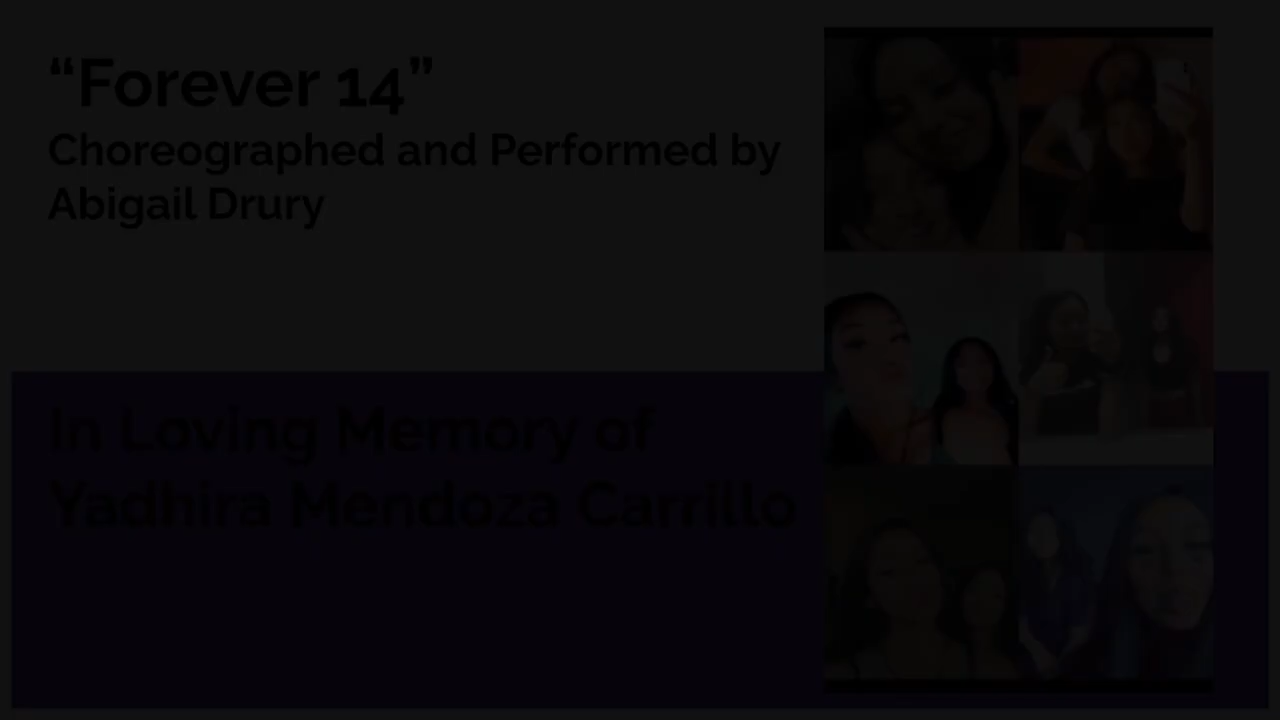 “Forever 14”
Choreographed and Performed by
Abigail Drury
In Loving Memory of
Yadhira Mendoza Carrillo